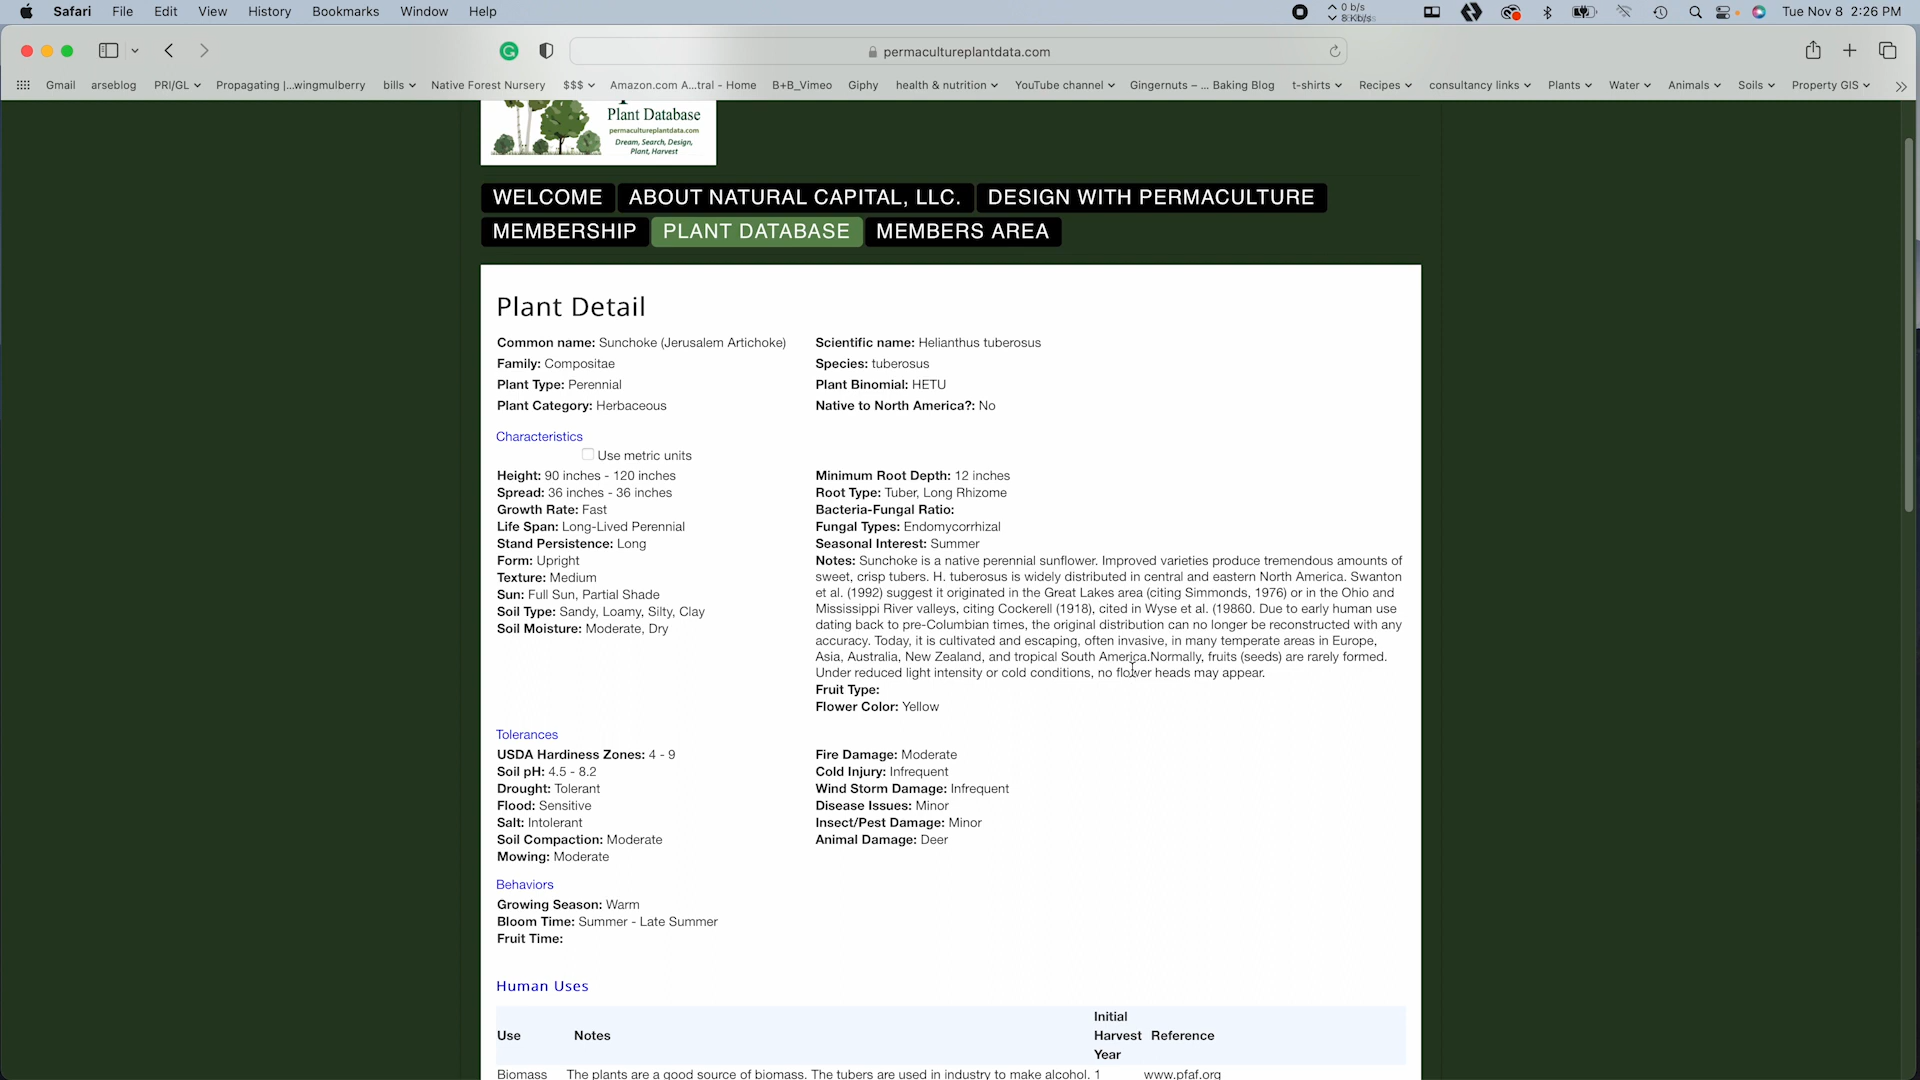 Safari File Edit View History Bookmarks Window Help 0 b/s 8 Kb/s Tue Nov 8 2:26 PM
permacultureplantdata.com
Gmail arseblog PRI/GL Propagating |...wingmulberry bills Native Forest Nursery $$$ Amazon.com A...tral - Home B+B_Vimeo Giphy health & nutrition YouTube channel Gingernuts – ... Baking Blog t-shirts Recipes consultancy links Plants Water Animals Soils Property GIS
Plant Database
permacultureplantdata.com
Dream, Search, Design,
Plant, Harvest
WELCOME ABOUT NATURAL CAPITAL, LLC. DESIGN WITH PERMACULTURE
MEMBERSHIP PLANT DATABASE MEMBERS AREA
Plant Detail
Common name: Sunchoke (Jerusalem Artichoke) Scientific name: Helianthus tuberosus
Family: Compositae Species: tuberosus
Plant Type: Perennial Plant Binomial: HETU
Plant Category: Herbaceous Native to North America?: No
Characteristics
Use metric units
Height: 90 inches - 120 inches
Spread: 36 inches - 36 inches
Growth Rate: Fast
Life Span: Long-Lived Perennial
Stand Persistence: Long
Form: Upright
Texture: Medium
Sun: Full Sun, Partial Shade
Soil Type: Sandy, Loamy, Silty, Clay
Soil Moisture: Moderate, Dry
Minimum Root Depth: 12 inches
Root Type: Tuber, Long Rhizome
Bacteria-Fungal Ratio:
Fungal Types: Endomycorrhizal
Seasonal Interest: Summer
Notes: Sunchoke is a native perennial sunflower. Improved varieties produce tremendous amounts of
sweet, crisp tubers. H. tuberosus is widely distributed in central and eastern North America. Swanton
et al. (1992) suggest it originated in the Great Lakes area (citing Simmonds, 1976) or in the Ohio and
Mississippi River valleys, citing Cockerell (1918), cited in Wyse et al. (19860. Due to early human use
dating back to pre-Columbian times, the original distribution can no longer be reconstructed with any
accuracy. Today, it is cultivated and escaping, often invasive, in many temperate areas in Europe,
Asia, Australia, New Zealand, and tropical South America.Normally, fruits (seeds) are rarely formed.
Under reduced light intensity or cold conditions, no flower heads may appear.
Fruit Type:
Flower Color: Yellow
Tolerances
USDA Hardiness Zones: 4 - 9
Soil pH: 4.5 - 8.2
Drought: Tolerant
Flood: Sensitive
Salt: Intolerant
Soil Compaction: Moderate
Mowing: Moderate
Fire Damage: Moderate
Cold Injury: Infrequent
Wind Storm Damage: Infrequent
Disease Issues: Minor
Insect/Pest Damage: Minor
Animal Damage: Deer
Behaviors
Growing Season: Warm
Bloom Time: Summer - Late Summer
Fruit Time:
Human Uses
Use Notes Initial Harvest Year Reference
Biomass The plants are a good source of biomass. The tubers are used in industry to make alcohol. 1 www.pfaf.org